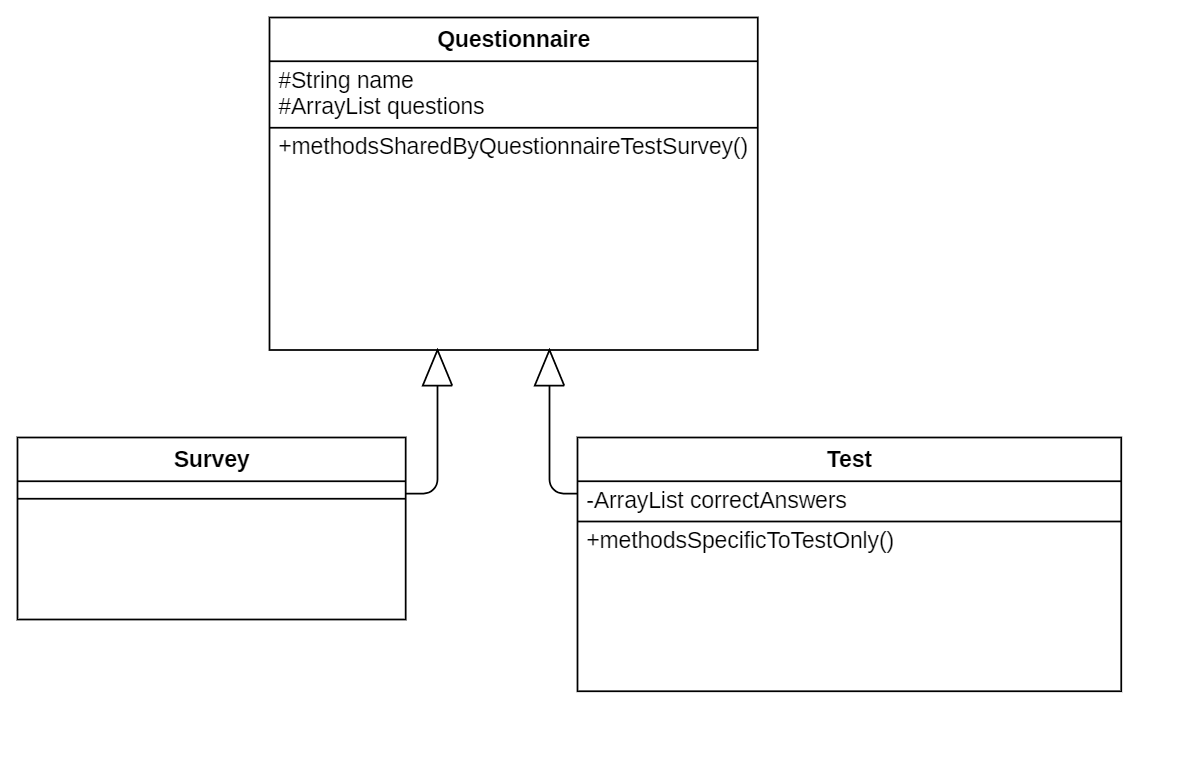 Questionnaire
#String name
#ArrayList questions
+methodsSharedByQuestionnaireTestSurvey()
Survey
Test
-ArrayList correctAnswers
+methodsSpecificToTestOnly()